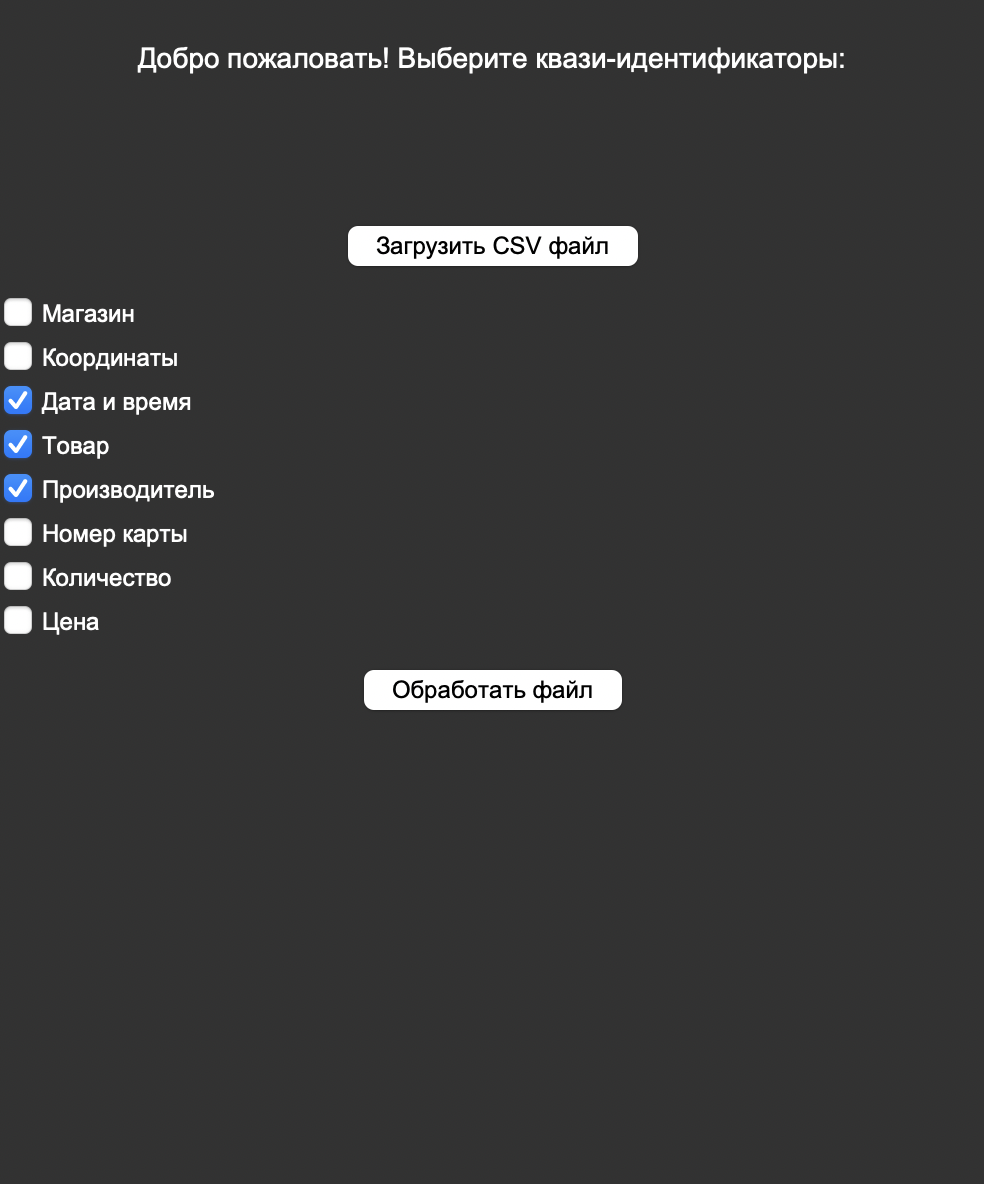 Добро пожаловать! Выберите квази-идентификаторы:
Загрузить CSV файл
Магазин
Координаты
Дата и время
Товар
Производитель
Номер карты
Количество
Цена
Обработать файл